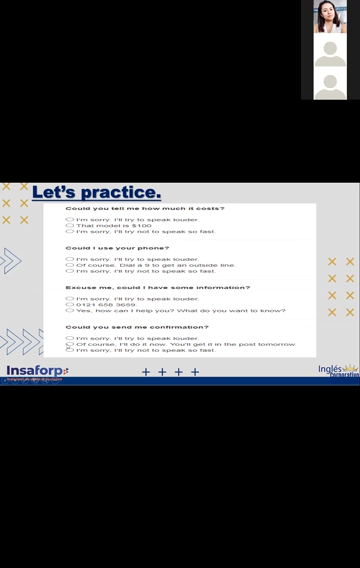 Let's practice.
Could you tell me how much it costs?
I'm sorry. I'll try to speak louder.
That model is $100
I'm sorry, I'll try not to speak so fast.
Could I use your phone?
I'm sorry. I'll try to speak louder.
Of course. Dial a 9 to get an outside line.
I'm sorry, I'll try not to speak so fast.
Excuse me, could I have some information?
I'm sorry. I'll try to speak louder.
0121 658 3659.
Yes, how can I help you? What do you want to know?
Could you send me confirmation?
I'm sorry. I'll try to speak louder.
Of course, I'll do it now. You'll get it in the post tomorrow.
I'm sorry, I'll try not to speak so fast.
Insaforp
Inglés
Corporation